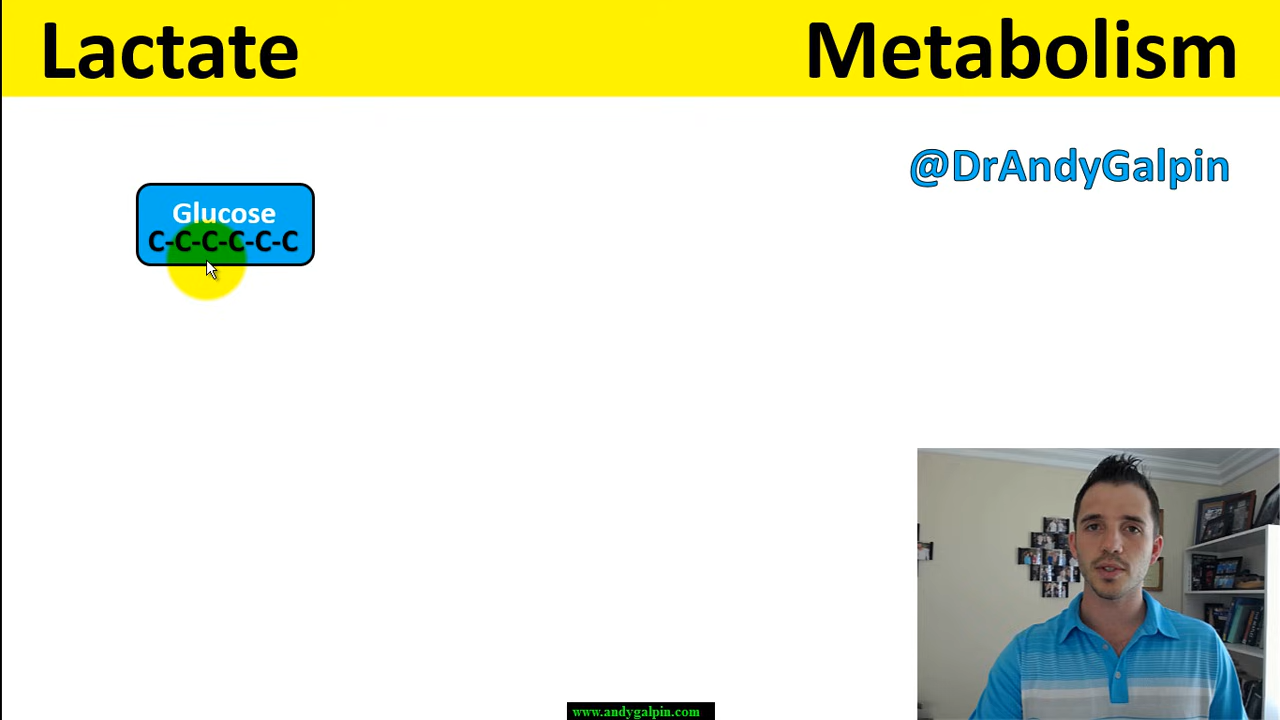 Lactate Metabolism
@DrAndyGalpin
Glucose
C-C-C-C-C-C
www.andygalpin.com